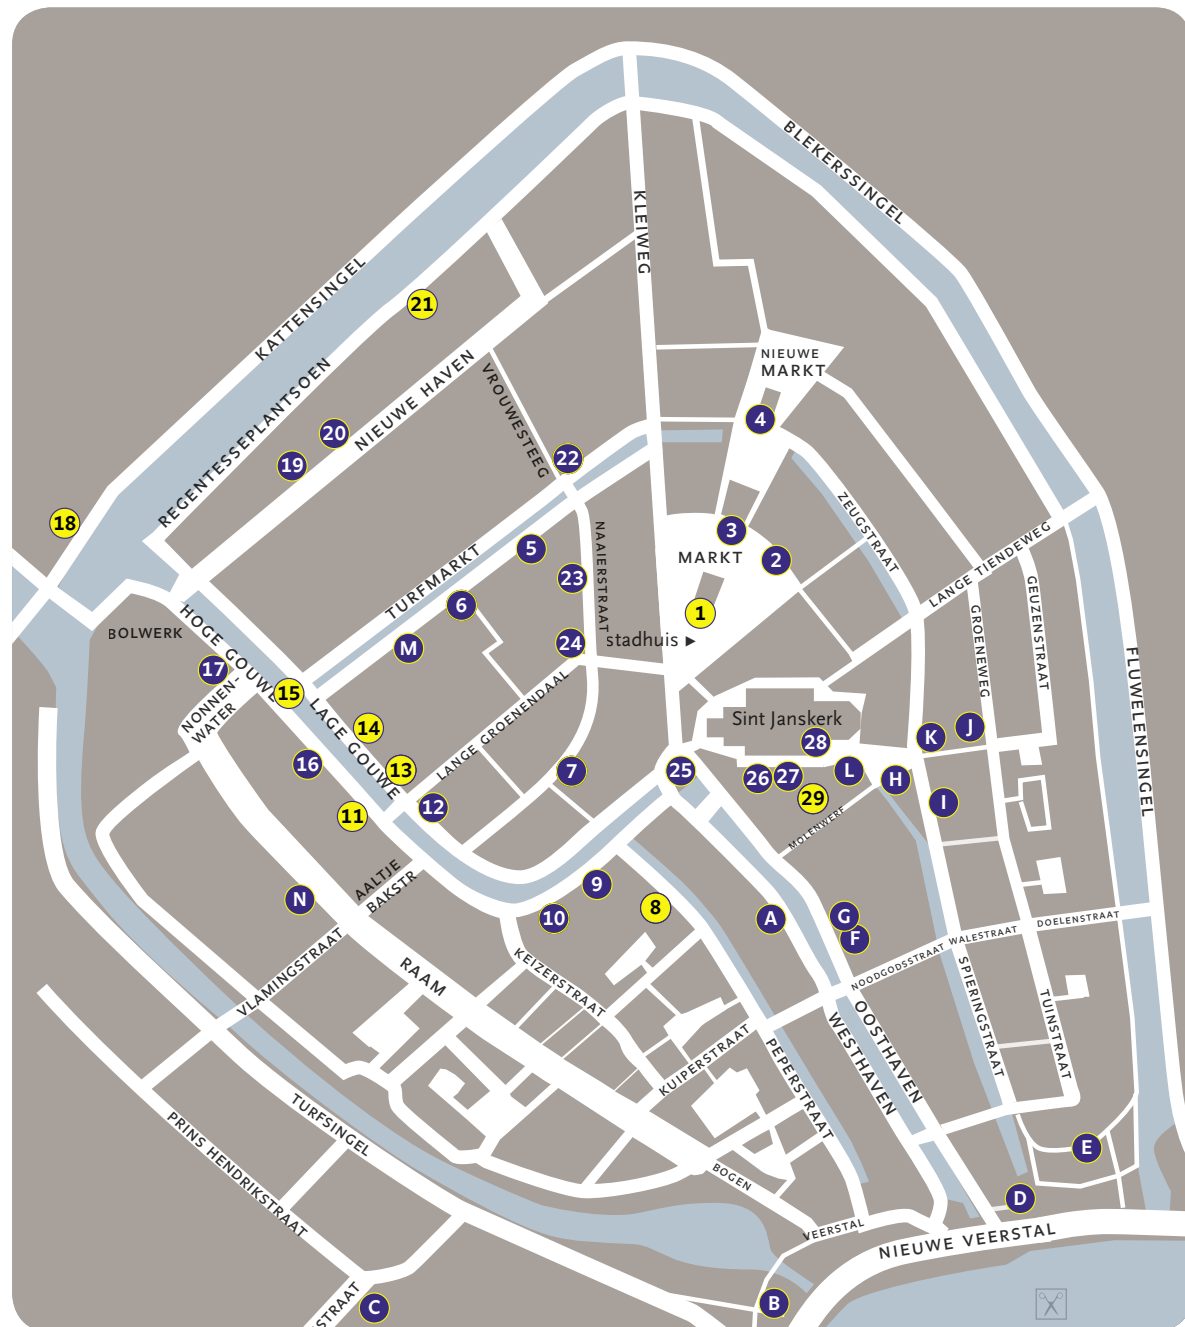 BLEKERSSINGEL
KLEIWEG
KATTENSINGEL
21
REGENTESSEPLANTSOEN
NIEUWE HAVEN
NIEUWE
MARKT
VROUWESTEEG
4
20
19
22
18
ZEUGSTRAAT
3
MARKT
2
5
NAAIERSTRAAT
23
TURFMARKT
6
1
LANGE TIENDEWEG
GEUZENSTRAAT
GROENEWEG
HOGE GOUWE
BOLWERK
M
24
stadhuis ►
17
15
NONNEN-
WATER
LAGE GOUWE
14
LANGE GROENENDAAL
FLUWELENSINGEL
Sint Janskerk
28
K
J
16
13
7
25
26
27
L
H
29
I
11
12
MOLENWERF
AALTJE
BAKSTR
N
9
8
10
A
G
F
DOELENSTRAAT
WALESTRAAT
NOODGODSSTRAAT
VLAMINGSTRAAT
RAAM
KEIZERSTRAAT
SPIERINGSTRAAT
TUINSTRAAT
OOSTHAVEN
WESTHAVEN
KUIPERSTRAAT
PEPERSTRAAT
TURFSINGEL
PRINS HENDRIKSTRAAT
E
BOGEN
D
VEERSTAL
NIEUWE VEERSTAL
B
C
STRAAT